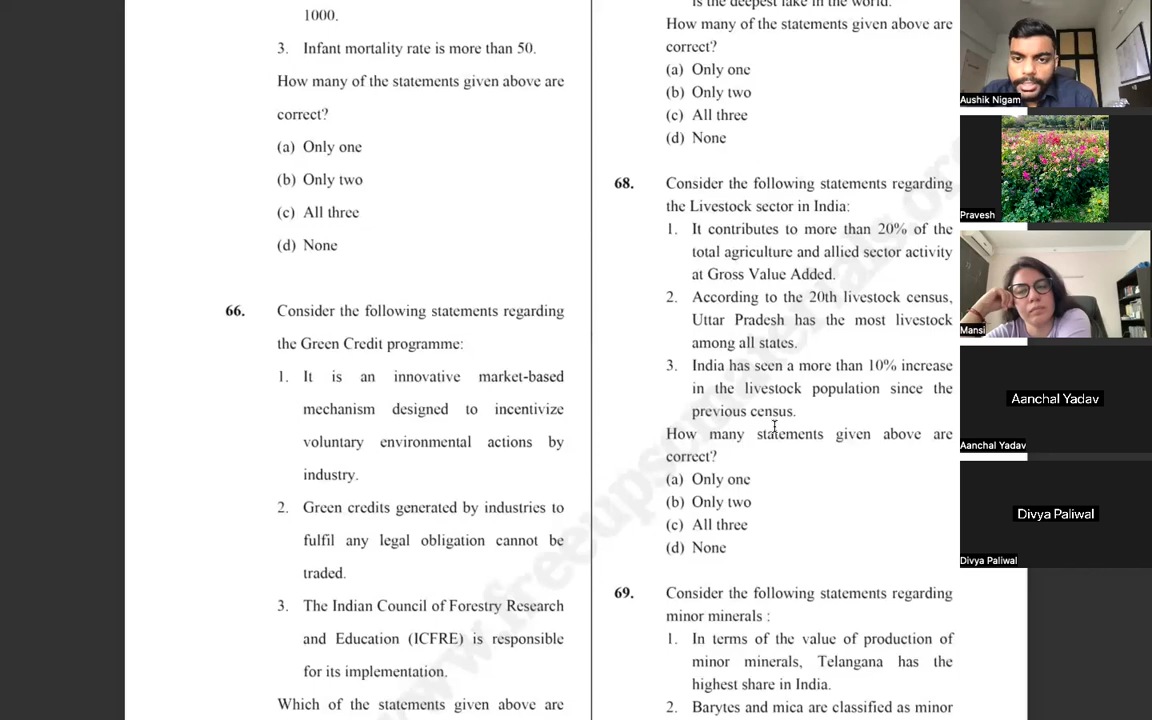 1000.
3. Infant mortality rate is more than 50.
How many of the statements given above are
correct?
(a) Only one
(b) Only two
(c) All three
(d) None
66. Consider the following statements regarding
the Green Credit programme:
1. It is an innovative market-based
mechanism designed to incentivize
voluntary environmental actions by
industry.
2. Green credits generated by industries to
fulfil any legal obligation cannot be
traded.
3. The Indian Council of Forestry Research
and Education (ICFRE) is responsible
for its implementation.
Which of the statements given above are
is the deepest lake in the world.
How many of the statements given above are
correct?
(a) Only one
(b) Only two
(c) All three
(d) None
68. Consider the following statements regarding
the Livestock sector in India:
1. It contributes to more than 20% of the
total agriculture and allied sector activity
at Gross Value Added.
2. According to the 20th livestock census,
Uttar Pradesh has the most livestock
among all states.
3. India has seen a more than 10% increase
in the livestock population since the
previous census.
How many statements given above are
correct?
(a) Only one
(b) Only two
(c) All three
(d) None
69. Consider the following statements regarding
minor minerals :
1. In terms of the value of production of
minor minerals, Telangana has the
highest share in India.
2. Barytes and mica are classified as minor
Aushik Nigam
Pravesh
Mansi
Aanchal Yadav
Aanchal Yadav
Divya Paliwal
Divya Paliwal